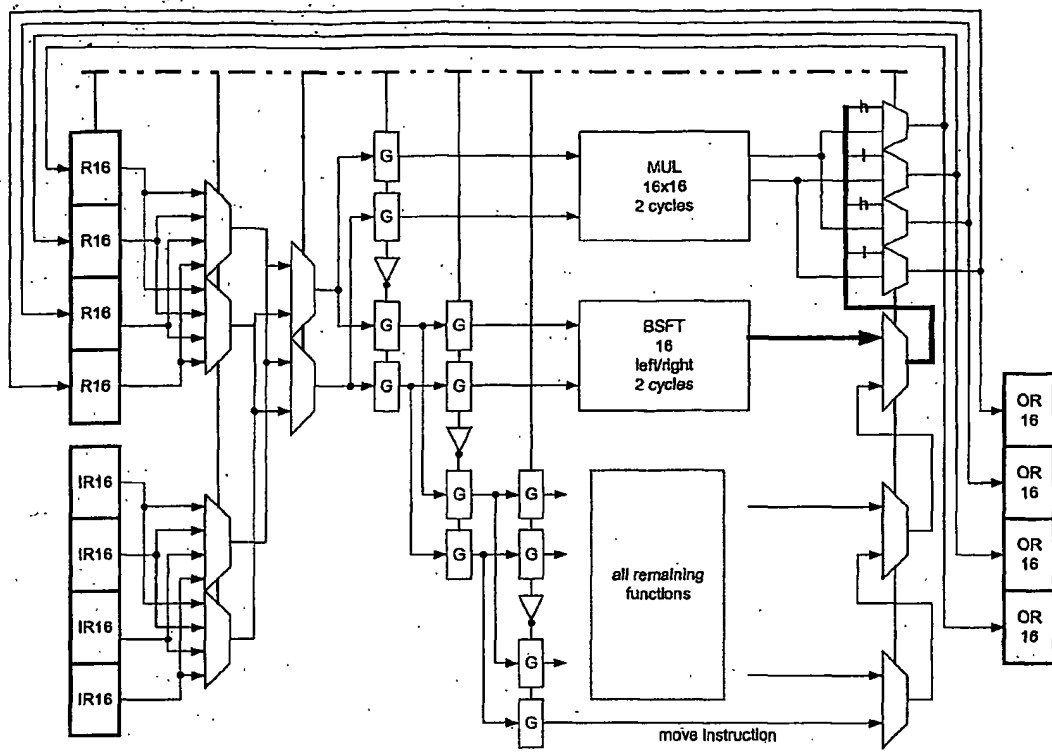 R16
R16
R16
R16
IR16
IR16
IR16
IR16
G
G
G
G
G
G
G
G
G
G
G
G
MUL
16x16
2 cycles
BSFT
16
left/right
2 cycles
all remaining
functions
move instruction
h
l
h
l
OR
16
OR
16
OR
16
OR
16